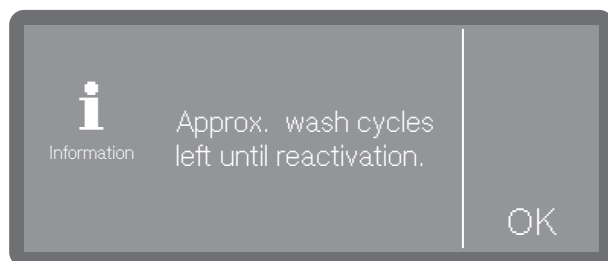 Approx. wash cycles
left until reactivation.
Information
OK